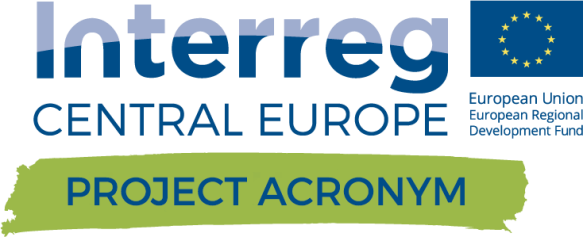 Interreg
CENTRAL EUROPE
European Union
European Regional
Development Fund
PROJECT ACRONYM